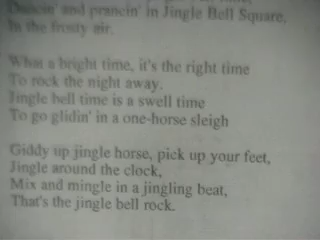 Dancin' and prancin' in Jingle Bell Square,
In the frosty air.
What a bright time, it's the right time
To rock the night away.
Jingle bell time is a swell time
To go glidin' in a one-horse sleigh
Giddy up jingle horse, pick up your feet,
Jingle around the clock,
Mix and mingle in a jingling beat,
That's the jingle bell rock.